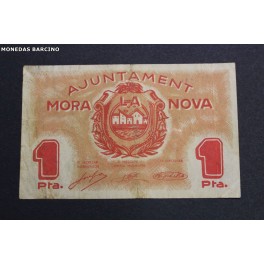 MONEDAS BARCINO
AJUNTAMENT
MORA LA NOVA
1 1
Pta. Pta.